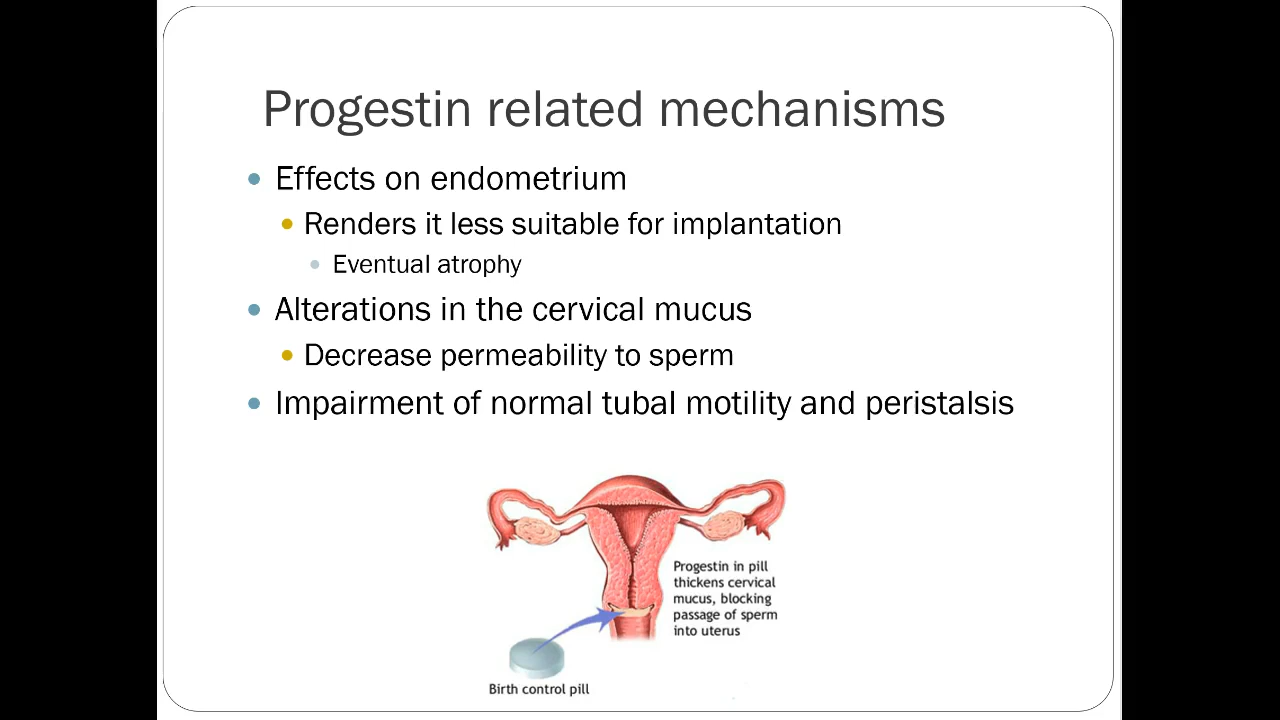 Progestin related mechanisms
Effects on endometrium
Renders it less suitable for implantation
Eventual atrophy
Alterations in the cervical mucus
Decrease permeability to sperm
Impairment of normal tubal motility and peristalsis
Progestin in pill
thickens cervical
mucus, blocking
passage of sperm
into uterus
Birth control pill